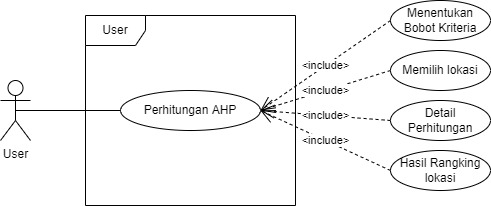 User
User
Perhitungan AHP
<include>
<include>
<include>
<include>
Menentukan
Bobot Kriteria
Memilih lokasi
Detail
Perhitungan
Hasil Rangking
lokasi